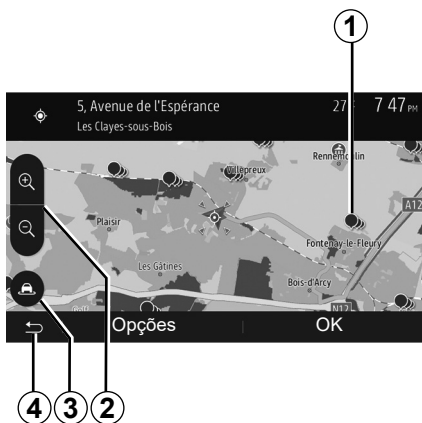 1
5, Avenue de l'Espérance
7 47 PM
Les Clayes-sous-Bois
Rennemoulin
Villepreux
A12
Plaisir
Fontenay-le-Fleury
Les Gâtines
Bois-d'Arcy
N12
Opções
OK
4
3
2